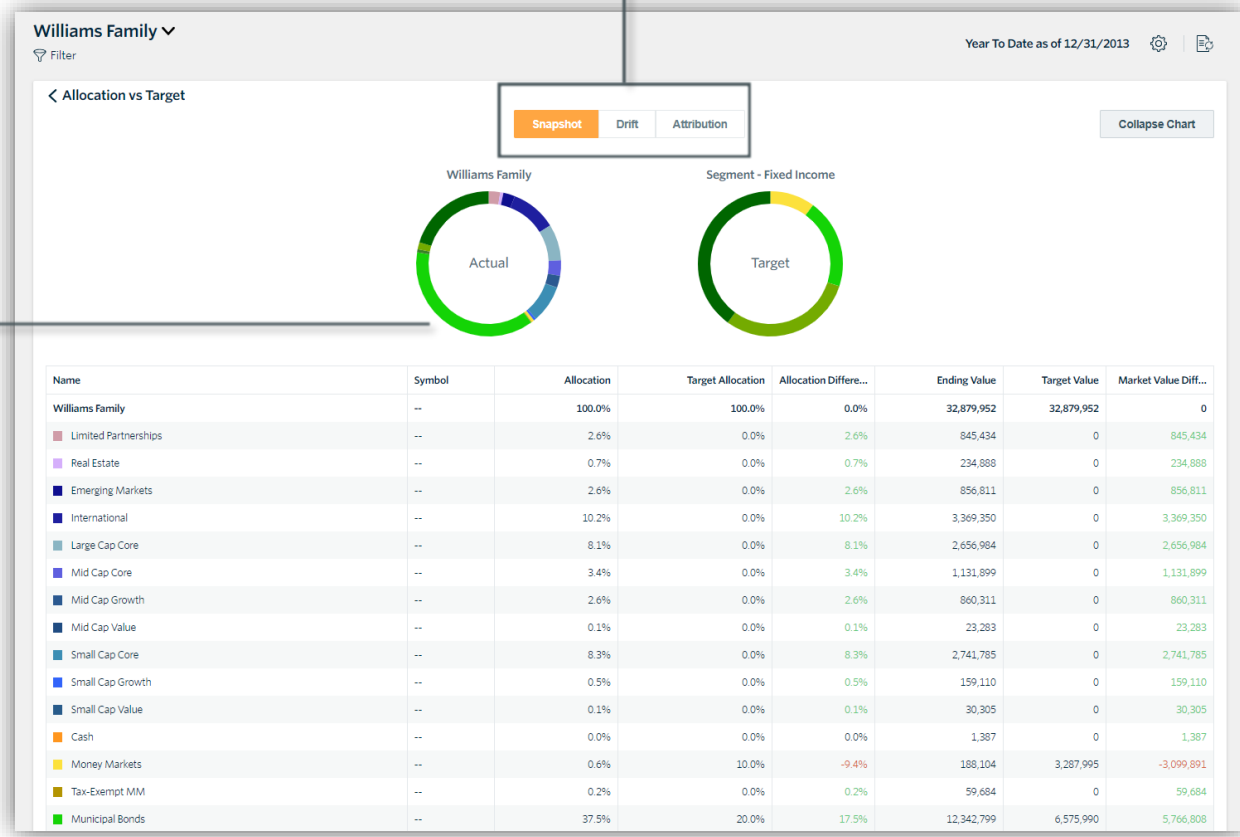 Williams Family
Filter
Year To Date as of 12/31/2013
Allocation vs Target
Snapshot Drift Attribution
Collapse Chart
Williams Family Segment - Fixed Income
Actual Target
Name Symbol Allocation Target Allocation Allocation Differe... Ending Value Target Value Market Value Diff...
Williams Family -- 100.0% 100.0% 0.0% 32,879,952 32,879,952 0
Limited Partnerships -- 2.6% 0.0% 2.6% 845,434 0 845,434
Real Estate -- 0.7% 0.0% 0.7% 234,888 0 234,888
Emerging Markets -- 2.6% 0.0% 2.6% 856,811 0 856,811
International -- 10.2% 0.0% 10.2% 3,369,350 0 3,369,350
Large Cap Core -- 8.1% 0.0% 8.1% 2,656,984 0 2,656,984
Mid Cap Core -- 3.4% 0.0% 3.4% 1,131,899 0 1,131,899
Mid Cap Growth -- 2.6% 0.0% 2.6% 860,311 0 860,311
Mid Cap Value -- 0.1% 0.0% 0.1% 23,283 0 23,283
Small Cap Core -- 8.3% 0.0% 8.3% 2,741,785 0 2,741,785
Small Cap Growth -- 0.5% 0.0% 0.5% 159,110 0 159,110
Small Cap Value -- 0.1% 0.0% 0.1% 30,305 0 30,305
Cash -- 0.0% 0.0% 0.0% 1,387 0 1,387
Money Markets -- 0.6% 10.0% -9.4% 188,104 3,287,995 -3,099,891
Tax-Exempt MM -- 0.2% 0.0% 0.2% 59,684 0 59,684
Municipal Bonds -- 37.5% 20.0% 17.5% 12,342,799 6,575,990 5,766,808